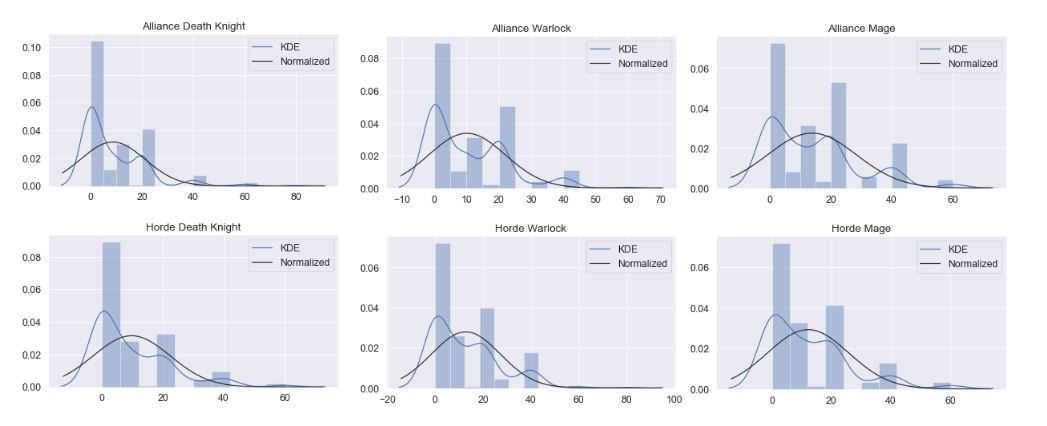 Alliance Death Knight
KDE
Normalized
0.10
0.08
0.06
0.04
0.02
0.00
0 20 40 60 80
Alliance Warlock
KDE
Normalized
0.08
0.06
0.04
0.02
0.00
−10 0 10 20 30 40 50 60 70
Alliance Mage
KDE
Normalized
0.06
0.04
0.02
0.00
0 20 40 60
Horde Death Knight
KDE
Normalized
0.08
0.06
0.04
0.02
0.00
0 20 40 60
Horde Warlock
KDE
Normalized
0.06
0.04
0.02
0.00
−20 0 20 40 60 80 100
Horde Mage
KDE
Normalized
0.06
0.04
0.02
0.00
0 20 40 60